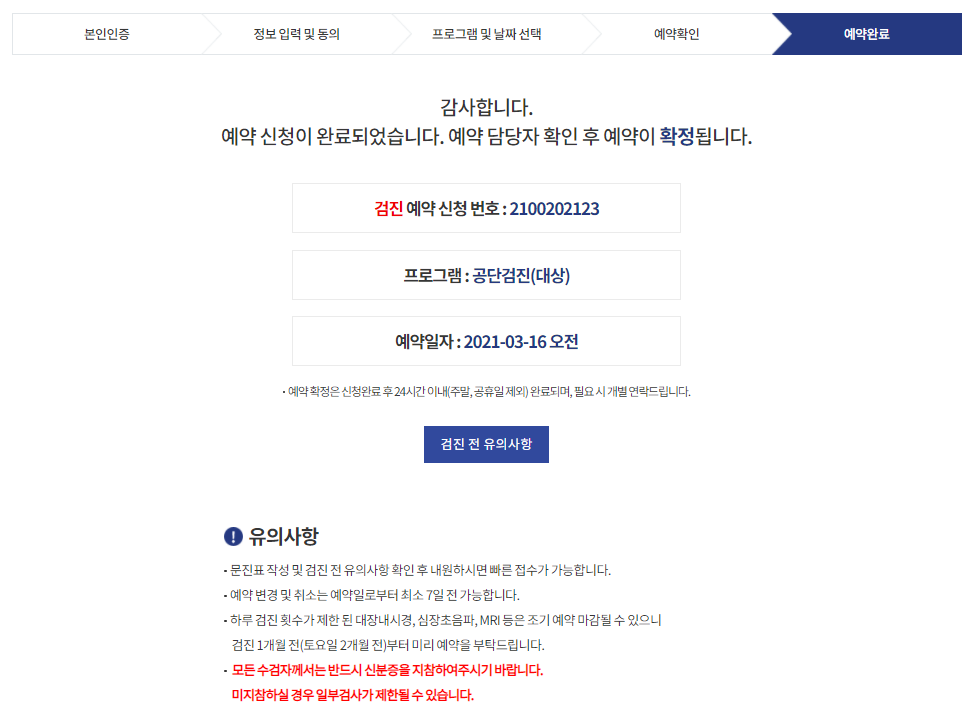 본인인증
정보 입력 및 동의
프로그램 및 날짜 선택
예약확인
예약완료
감사합니다.
예약 신청이 완료되었습니다. 예약 담당자 확인 후 예약이 확정됩니다.
검진 예약 신청 번호 : 2100202123
프로그램 : 공단검진(대상)
예약일자 : 2021-03-16 오전
· 예약 확정은 신청완료 후 24시간 이내(주말, 공휴일 제외) 완료되며, 필요 시 개별 연락드립니다.
검진 전 유의사항
! 유의사항
· 문진표 작성 및 검진 전 유의사항 확인 후 내원하시면 빠른 접수가 가능합니다.
· 예약 변경 및 취소는 예약일로부터 최소 7일 전 가능합니다.
· 하루 검진 횟수가 제한 된 대장내시경, 심장초음파, MRI 등은 조기 예약 마감될 수 있으니
검진 1개월 전(토요일 2개월 전)부터 미리 예약을 부탁드립니다.
· 모든 수검자께서는 반드시 신분증을 지참하여주시기 바랍니다.
미지참하실 경우 일부검사가 제한될 수 있습니다.